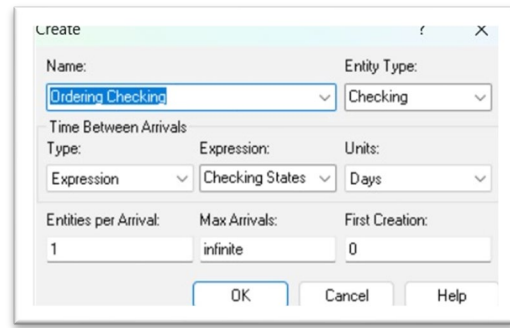 Create ? X
Name: Entity Type:
Ordering Checking Checking
Time Between Arrivals
Type: Expression: Units:
Expression Checking States Days
Entities per Arrival: Max Arrivals: First Creation:
1 infinite 0
OK Cancel Help